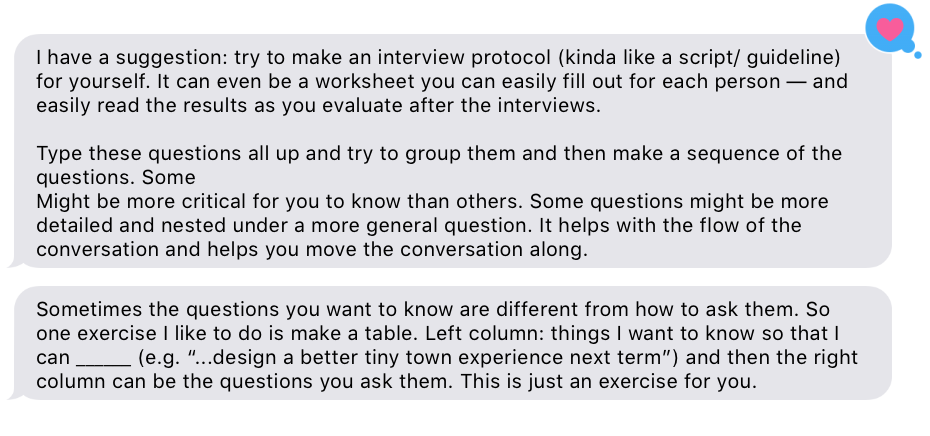 I have a suggestion: try to make an interview protocol (kinda like a script/ guideline)
for yourself. It can even be a worksheet you can easily fill out for each person — and
easily read the results as you evaluate after the interviews.
Type these questions all up and try to group them and then make a sequence of the
questions. Some
Might be more critical for you to know than others. Some questions might be more
detailed and nested under a more general question. It helps with the flow of the
conversation and helps you move the conversation along.
Sometimes the questions you want to know are different from how to ask them. So
one exercise I like to do is make a table. Left column: things I want to know so that I
can _____ (e.g. “...design a better tiny town experience next term”) and then the right
column can be the questions you ask them. This is just an exercise for you.